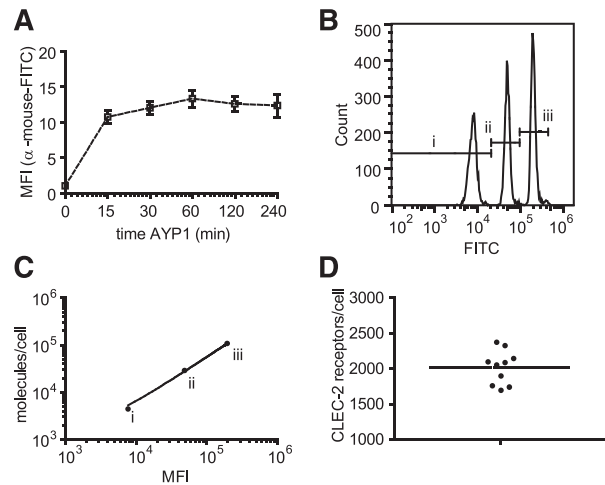 A
MFI (α-mouse-FITC)
20
15
10
5
0
0 15 30 60 120 240
time AYP1 (min)
B
Count
500
400
300
200
100
0
i
ii
iii
10² 10³ 10⁴ 10⁵ 10⁶
FITC
C
molecules/cell
10⁶
10⁵
10⁴
10³
i
ii
iii
10³ 10⁴ 10⁵ 10⁶
MFI
D
CLEC-2 receptors/cell
3000
2500
2000
1500
1000